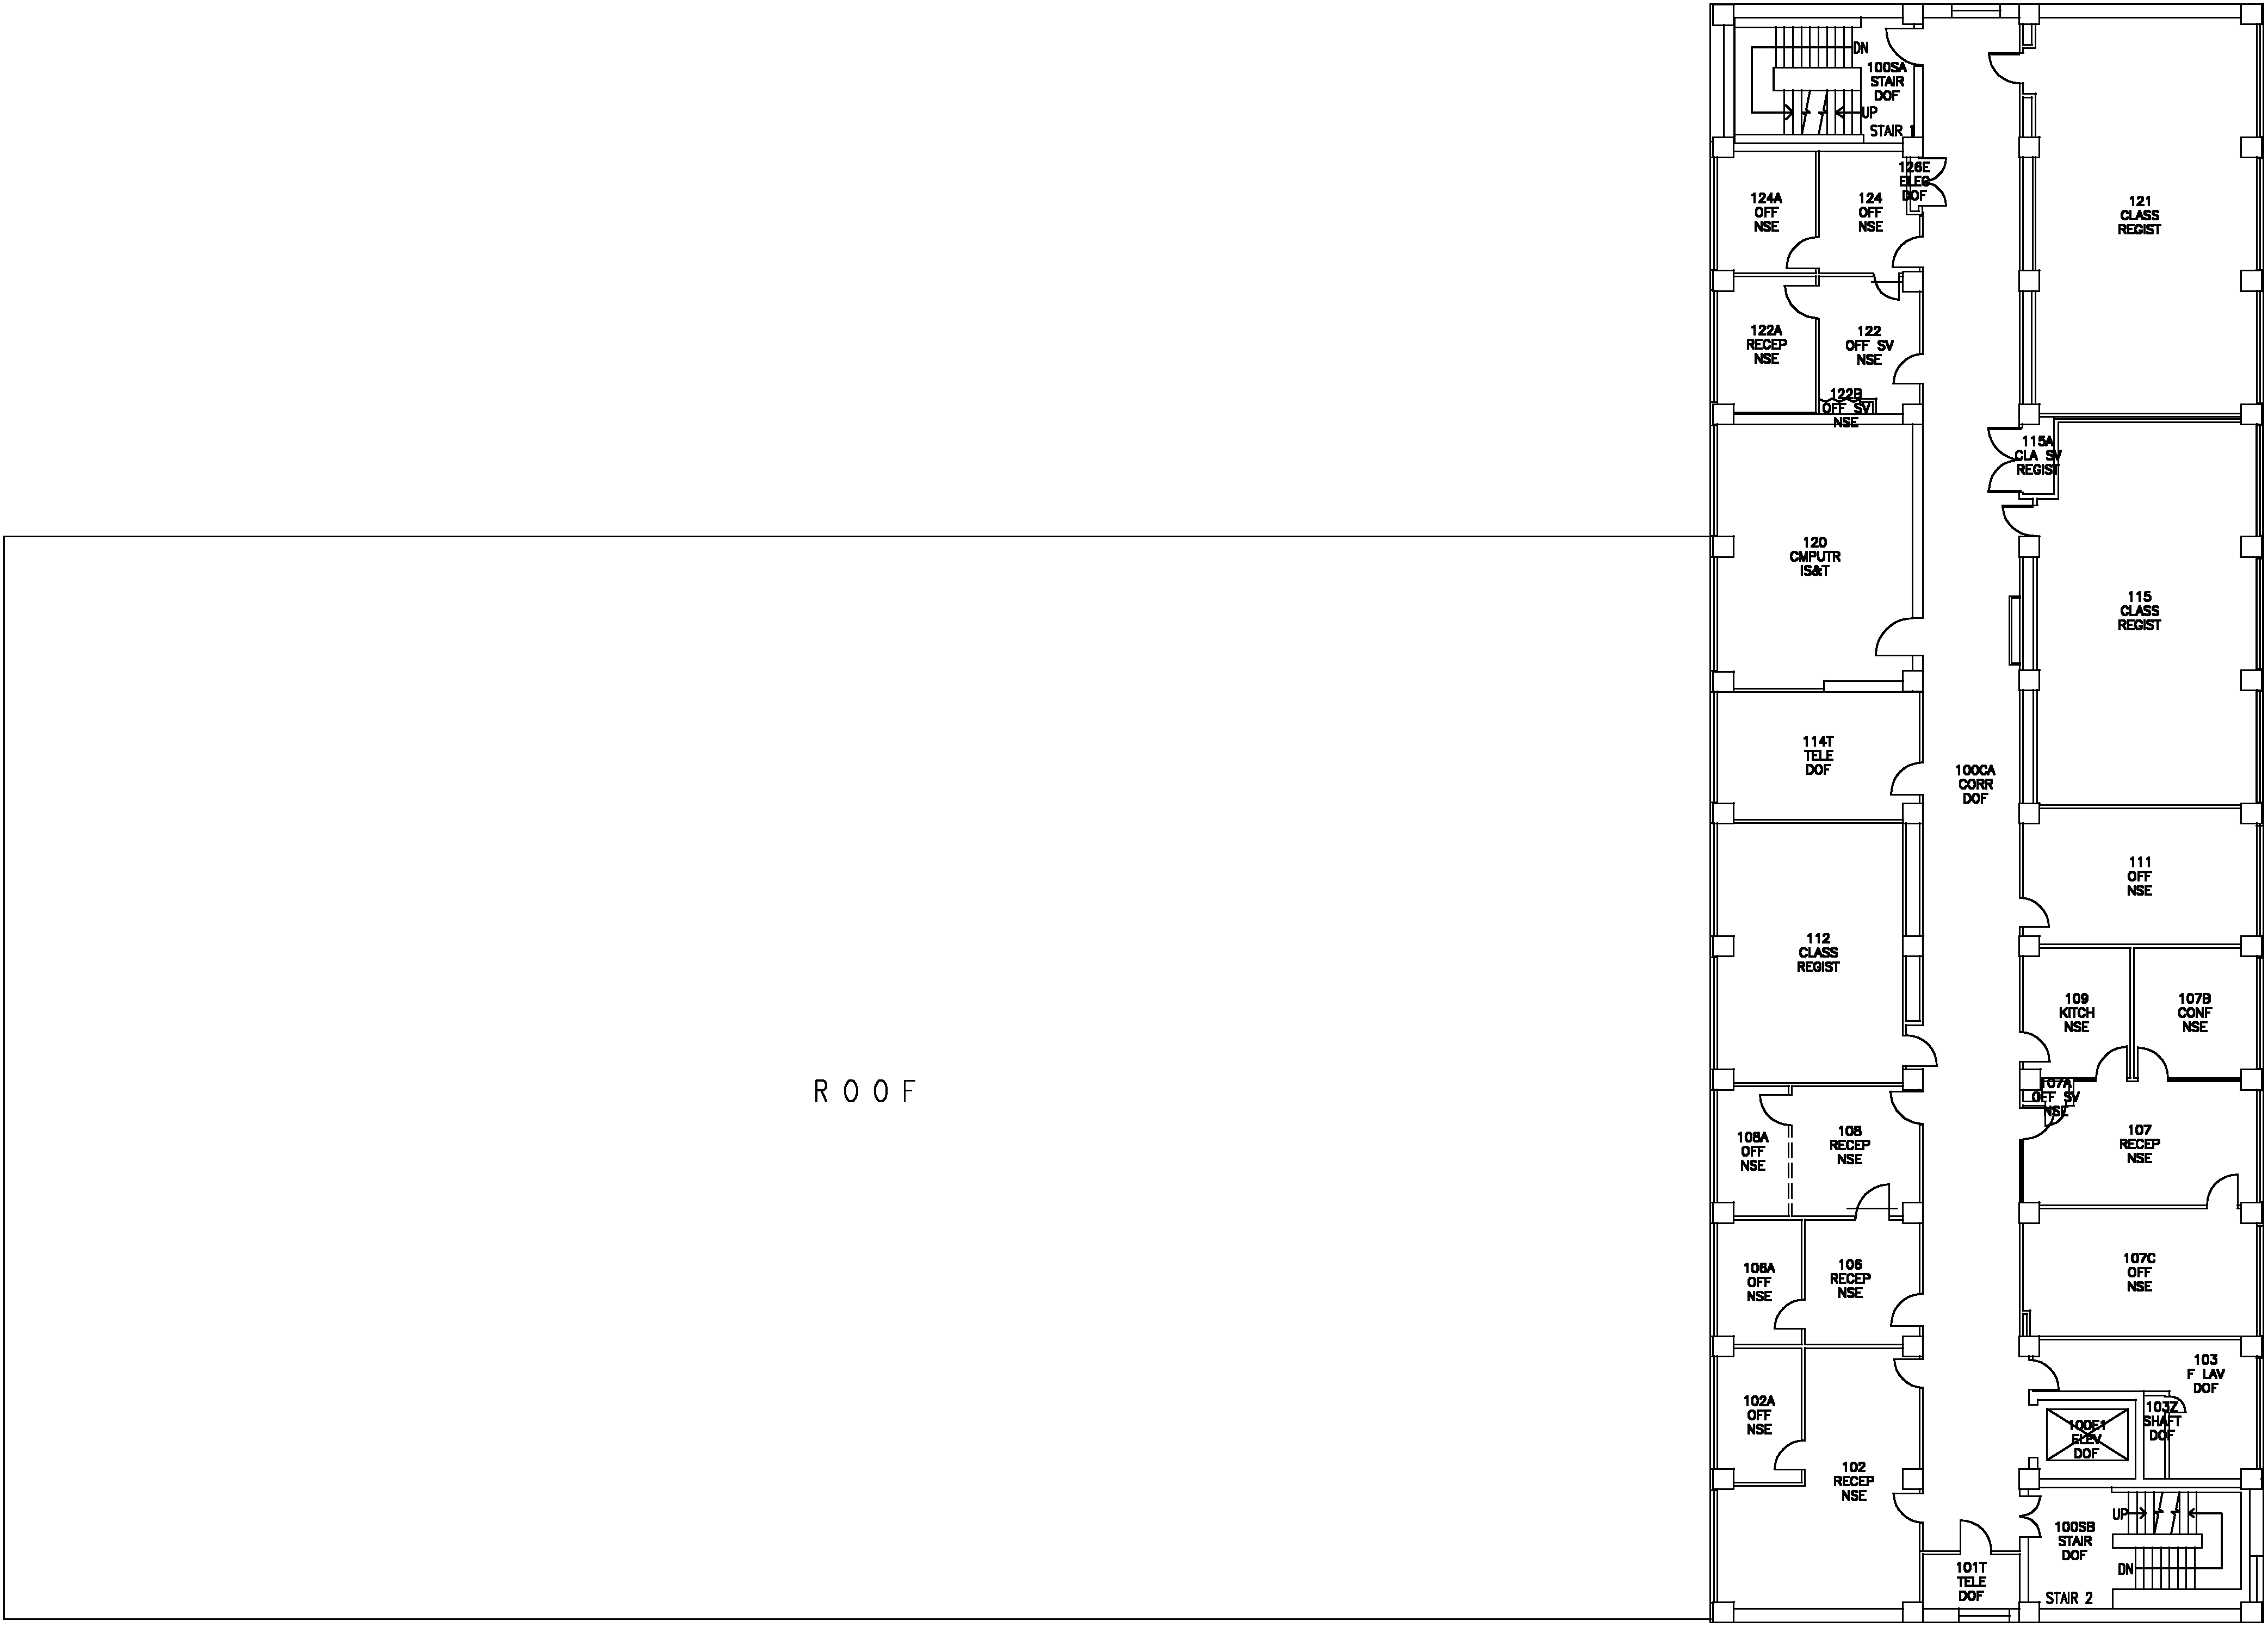 DN
100SA
STAIR
DOF
UP
STAIR 1
126E
ELEC
DOF
124A
OFF
NSE
124
OFF
NSE
121
CLASS
REGIST
122A
RECEP
NSE
122
OFF SV
NSE
122B
OFF SV
NSE
115A
CLA SV
REGIST
120
CMPUTR
IS&T
115
CLASS
REGIST
114T
TELE
DOF
100CA
CORR
DOF
111
OFF
NSE
112
CLASS
REGIST
109
KITCH
NSE
107B
CONF
NSE
ROOF
107A
OFF SV
NSE
108A
OFF
NSE
108
RECEP
NSE
107
RECEP
NSE
106A
OFF
NSE
106
RECEP
NSE
107C
OFF
NSE
103
F LAV
DOF
102A
OFF
NSE
103Z
SHAFT
DOF
100E1
ELEV
DOF
102
RECEP
NSE
UP
100SB
STAIR
DOF
DN
101T
TELE
DOF
STAIR 2